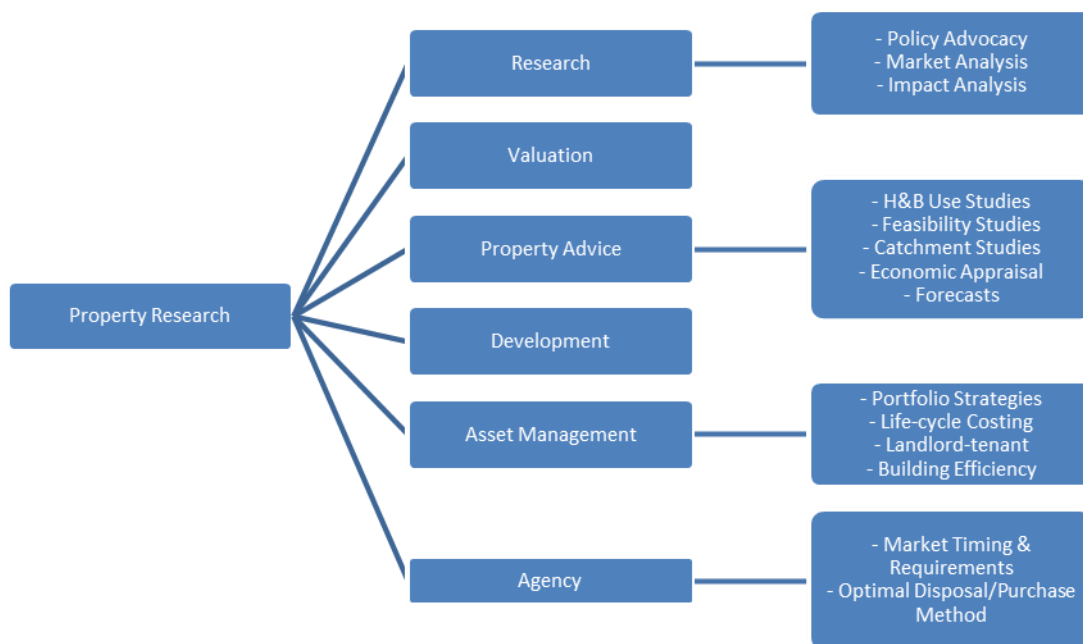 Property Research
Research
- Policy Advocacy
- Market Analysis
- Impact Analysis
Valuation
Property Advice
- H&B Use Studies
- Feasibility Studies
- Catchment Studies
- Economic Appraisal
- Forecasts
Development
Asset Management
- Portfolio Strategies
- Life-cycle Costing
- Landlord-tenant
- Building Efficiency
Agency
- Market Timing &
Requirements
- Optimal Disposal/Purchase
Method